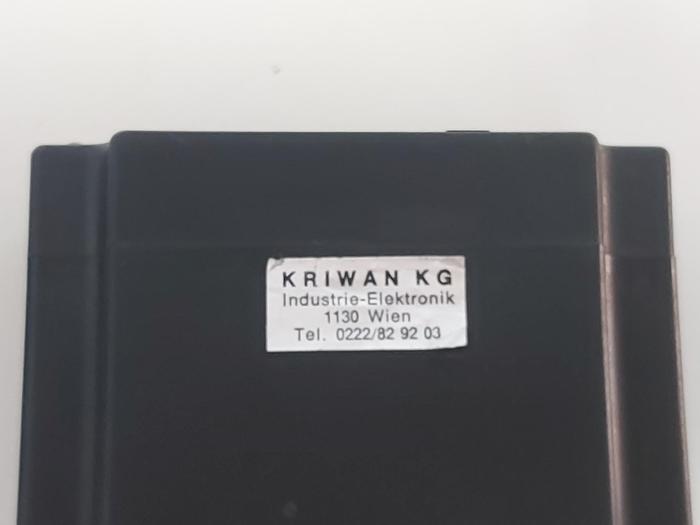 KRIWAN KG
Industrie-Elektronik
1130 Wien
Tel. 0222/82 92 03